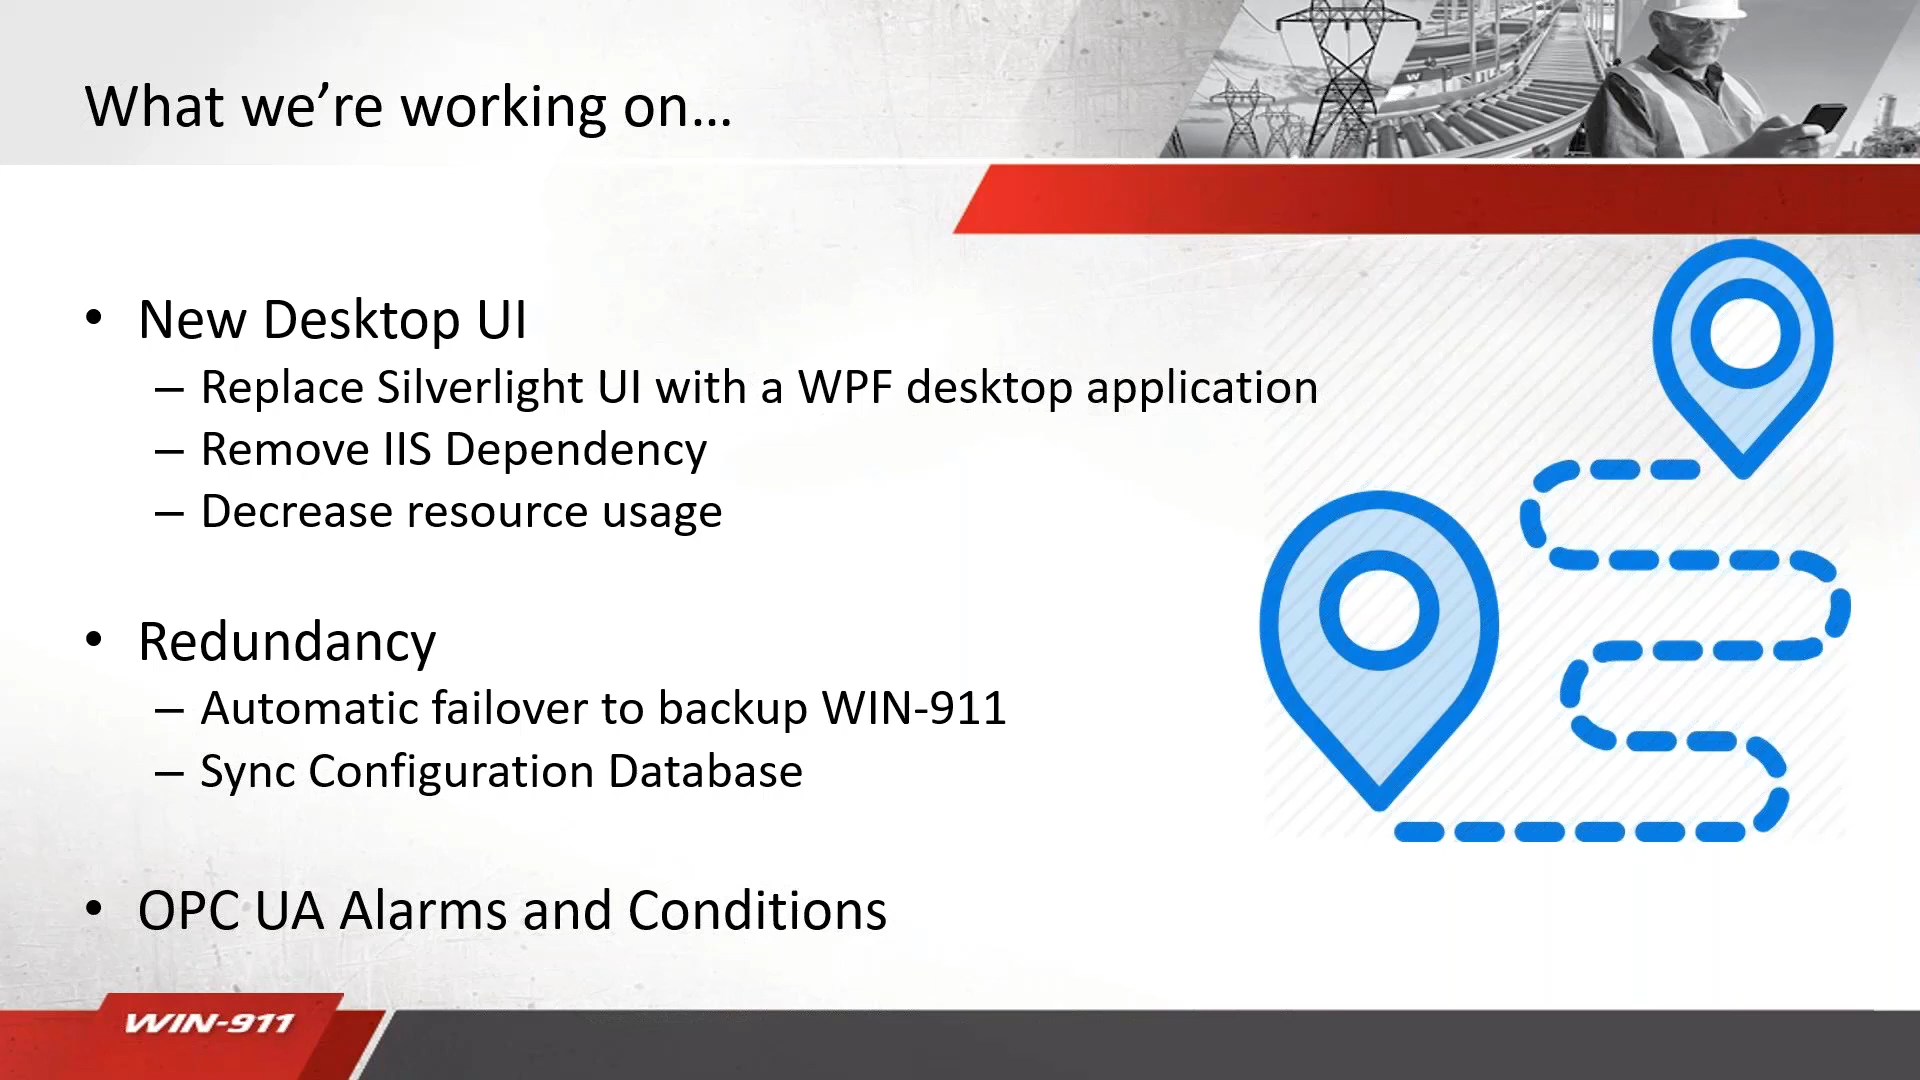 What we’re working on…
• New Desktop UI
– Replace Silverlight UI with a WPF desktop application
– Remove IIS Dependency
– Decrease resource usage
• Redundancy
– Automatic failover to backup WIN-911
– Sync Configuration Database
• OPC UA Alarms and Conditions
WIN-911